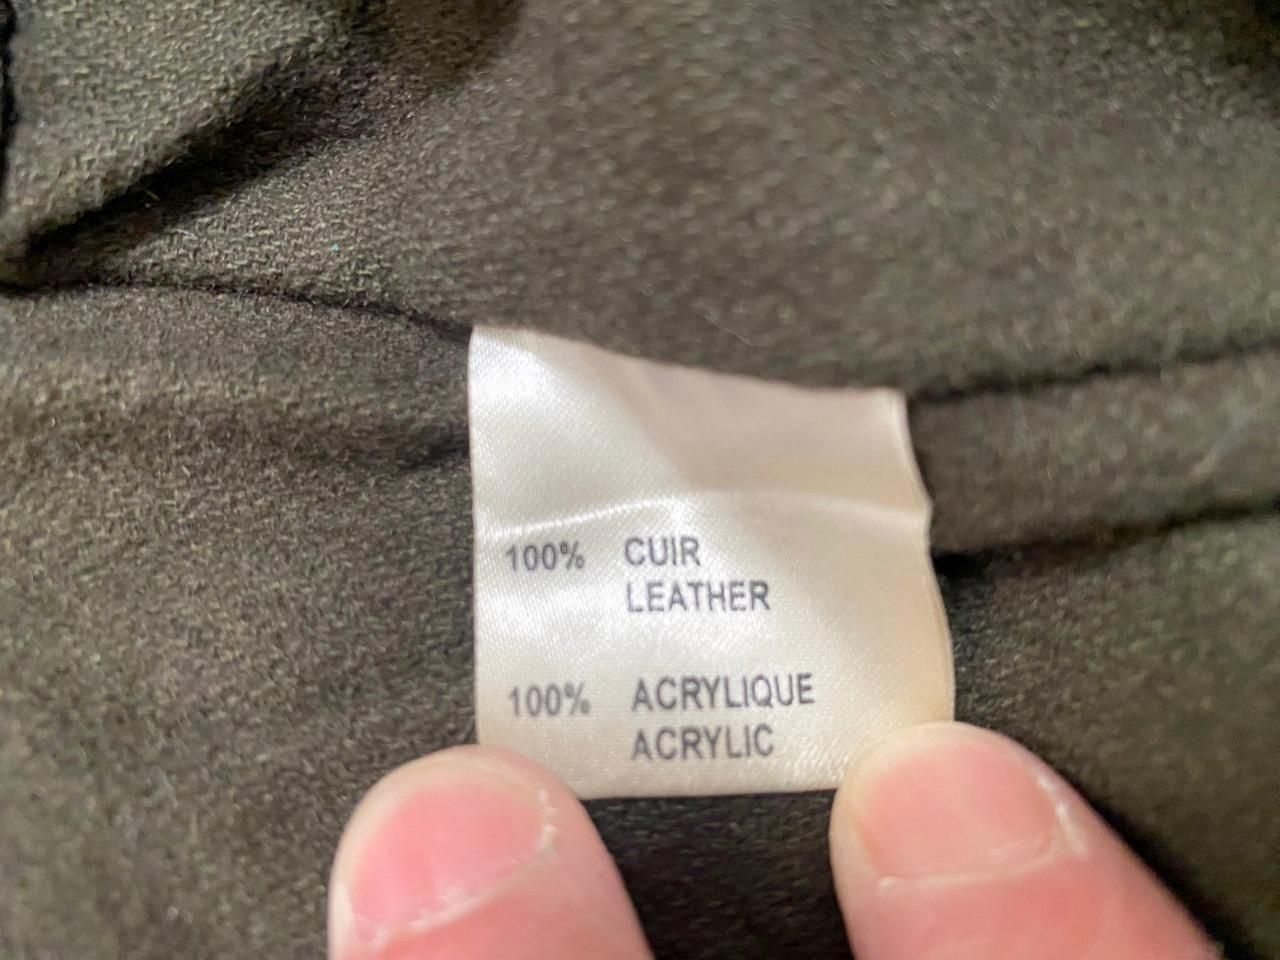 100% CUIR
LEATHER
100% ACRYLIQUE
ACRYLIC